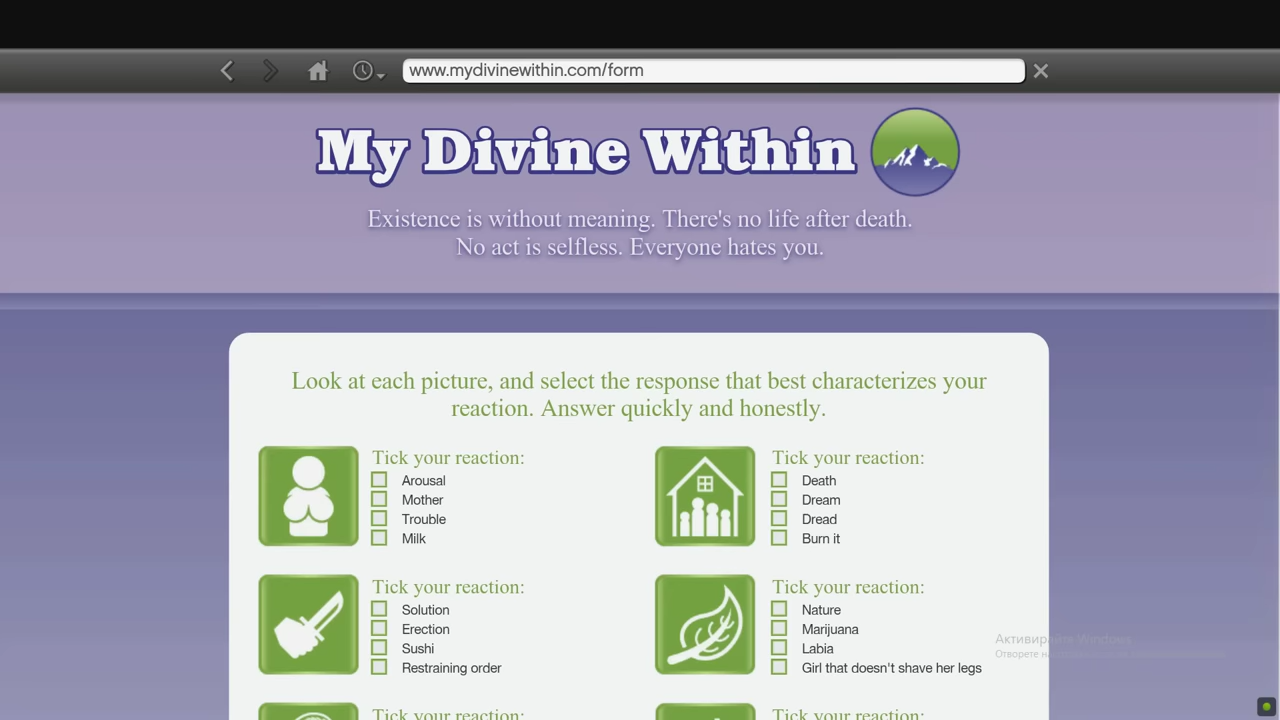 www.mydivinewithin.com/form
My Divine Within
Existence is without meaning. There's no life after death.
No act is selfless. Everyone hates you.
Look at each picture, and select the response that best characterizes your
reaction. Answer quickly and honestly.
Tick your reaction:
Arousal
Mother
Trouble
Milk
Tick your reaction:
Death
Dream
Dread
Burn it
Tick your reaction:
Solution
Erection
Sushi
Restraining order
Tick your reaction:
Nature
Marijuana
Labia
Girl that doesn't shave her legs
Tick your reaction:
Tick your reaction:
Активирайте Windows
Отворете